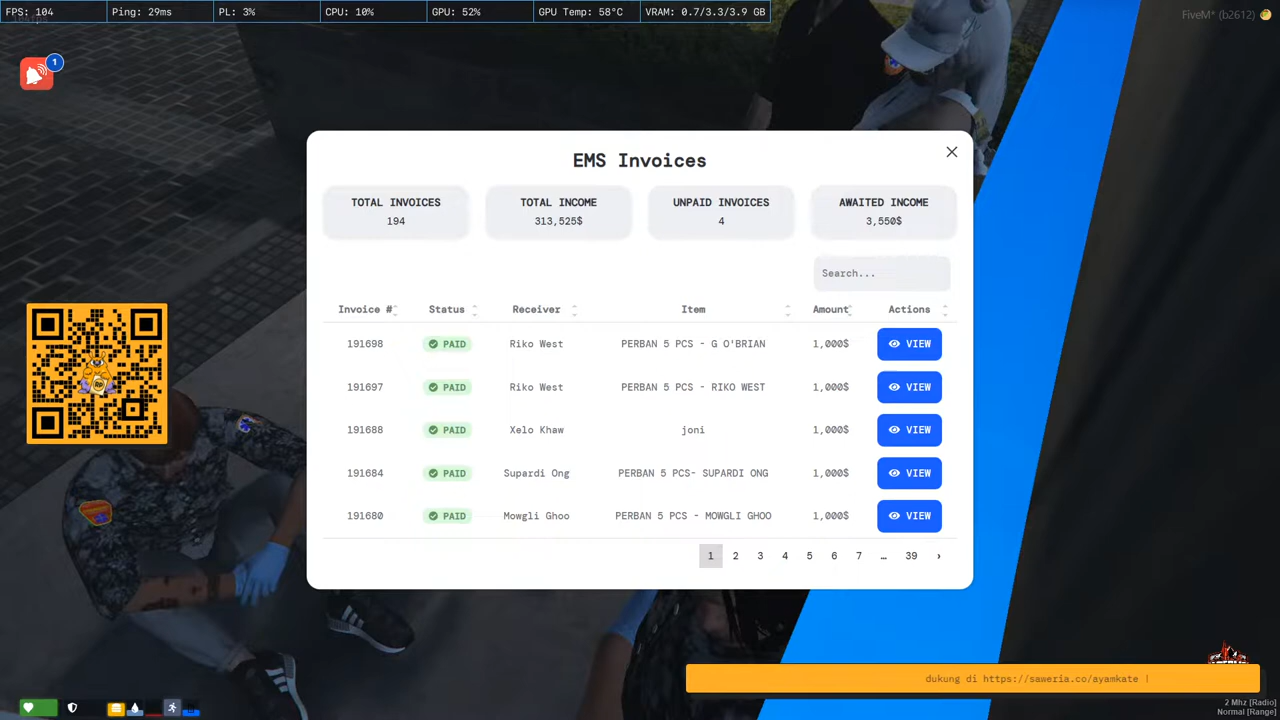 FPS: 104 Ping: 29ms PL: 3% CPU: 10% GPU: 52% GPU Temp: 58°C VRAM: 0.7/3.3/3.9 GB
FiveM* (b2612)
1
EMS Invoices
TOTAL INVOICES TOTAL INCOME UNPAID INVOICES AWAITED INCOME
194 313,525$ 4 3,550$
Search...
Invoice # Status Receiver Item Amount Actions
191698 PAID Riko West PERBAN 5 PCS - G O'BRIAN 1,000$ VIEW
191697 PAID Riko West PERBAN 5 PCS - RIKO WEST 1,000$ VIEW
191688 PAID Xelo Khaw joni 1,000$ VIEW
191684 PAID Supardi Ong PERBAN 5 PCS- SUPARDI ONG 1,000$ VIEW
191680 PAID Mowgli Ghoo PERBAN 5 PCS - MOWGLI GHOO 1,000$ VIEW
1 2 3 4 5 6 7 … 39 ›
dukung di https://saweria.co/ayamkate |
2 Mhz [Radio]
Normal [Range]